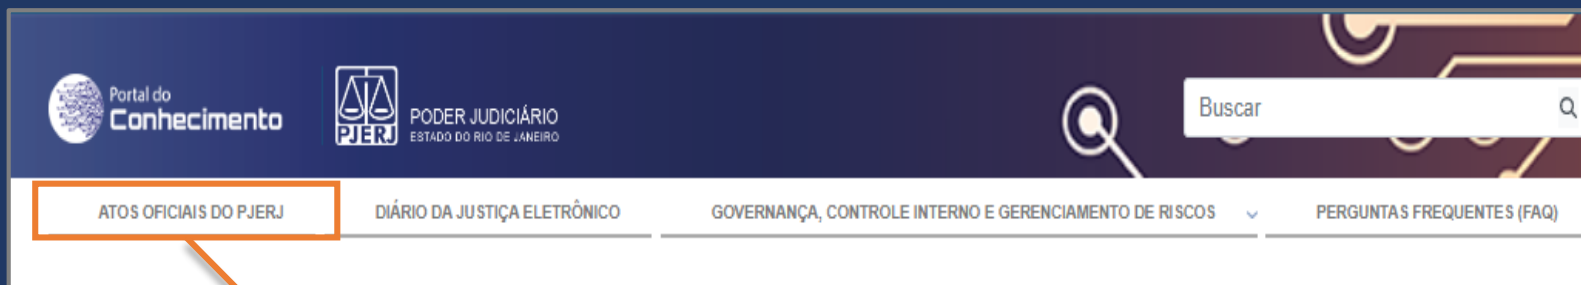 Portal do
Conhecimento
PJERJ
PODER JUDICIÁRIO
ESTADO DO RIO DE JANEIRO
Buscar
ATOS OFICIAIS DO PJERJ
DIÁRIO DA JUSTIÇA ELETRÔNICO
GOVERNANÇA, CONTROLE INTERNO E GERENCIAMENTO DE RISCOS
PERGUNTAS FREQUENTES (FAQ)